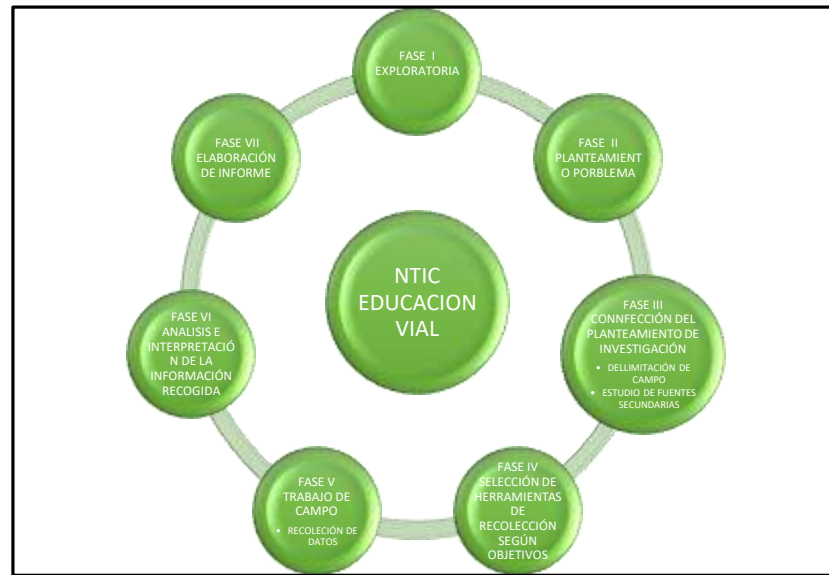 FASE I
EXPLORATORIA
FASE II
PLANTEAMIENT
O PORBLEMA
FASE III
CONNFECCIÓN DEL
PLANTEAMIENTO DE
INVESTIGACIÓN
• DELLIMITACIÓN DE
CAMPO
• ESTUDIO DE FUENTES
SECUNDARIAS
FASE IV
SELECCIÓN DE
HERRAMIENTAS
DE
RECOLECCIÓN
SEGÚN
OBJETIVOS
FASE V
TRABAJO DE
CAMPO
• RECOLECIÓN DE
DATOS
FASE VI
ANALISIS E
INTERPRETACIÓ
N DE LA
INFORMACIÓN
RECOGIDA
FASE VII
ELABORACIÓN
DE INFORME
NTIC
EDUCACION
VIAL